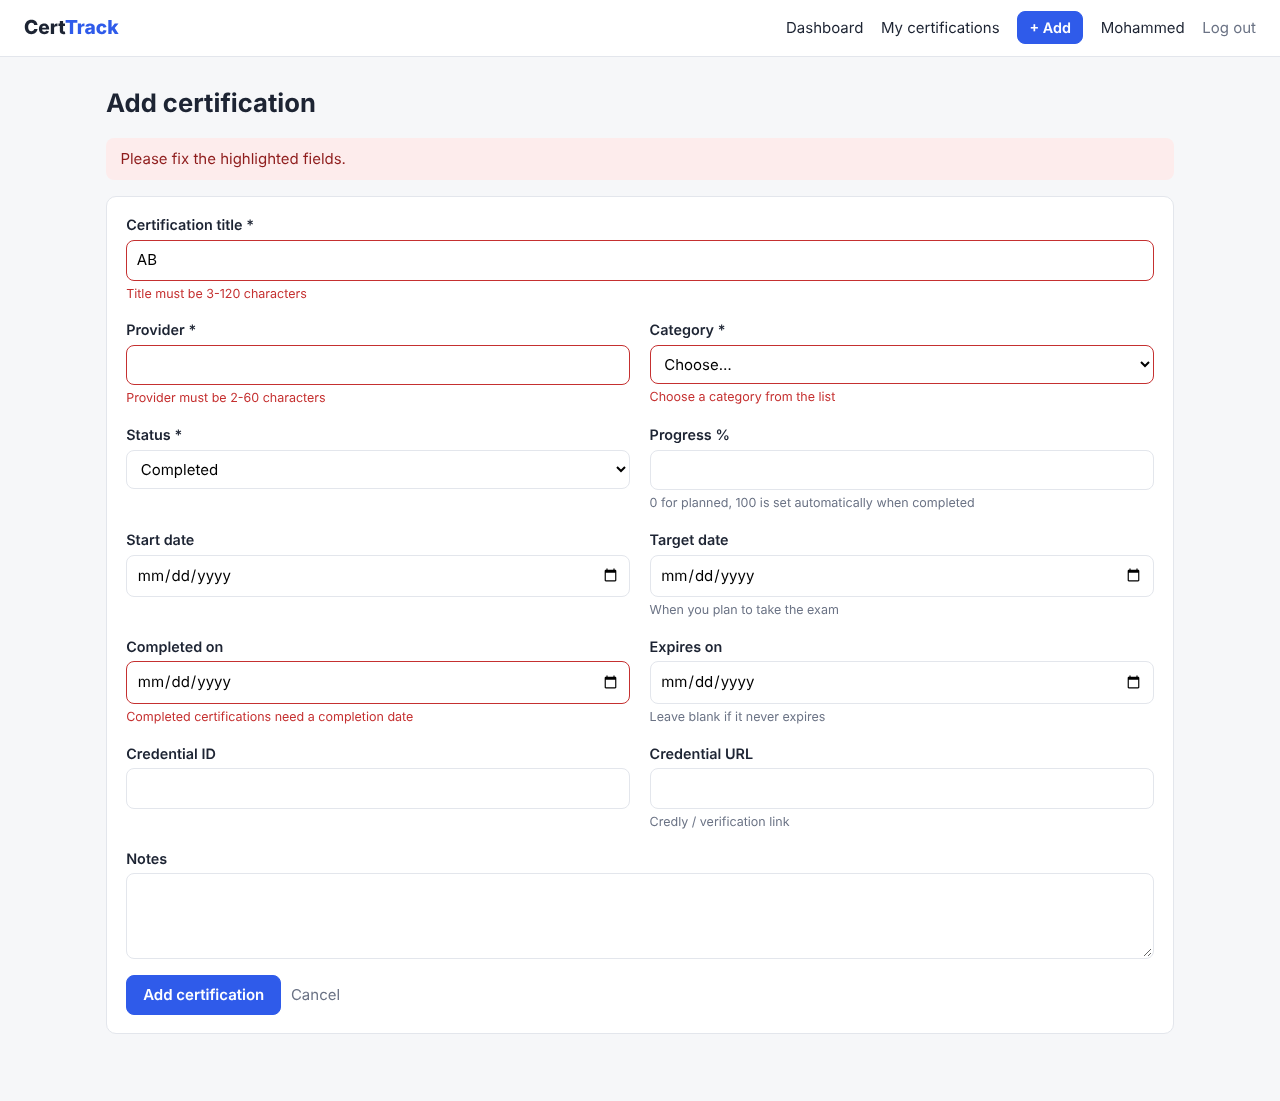 CertTrack
Dashboard My certifications + Add Mohammed Log out
Add certification
Please fix the highlighted fields.
Certification title *
AB
Title must be 3-120 characters
Provider * Category *
Choose...
Provider must be 2-60 characters Choose a category from the list
Status * Progress %
Completed
0 for planned, 100 is set automatically when completed
Start date Target date
mm/dd/yyyy mm/dd/yyyy
When you plan to take the exam
Completed on Expires on
mm/dd/yyyy mm/dd/yyyy
Completed certifications need a completion date Leave blank if it never expires
Credential ID Credential URL
Credly / verification link
Notes
Add certification Cancel